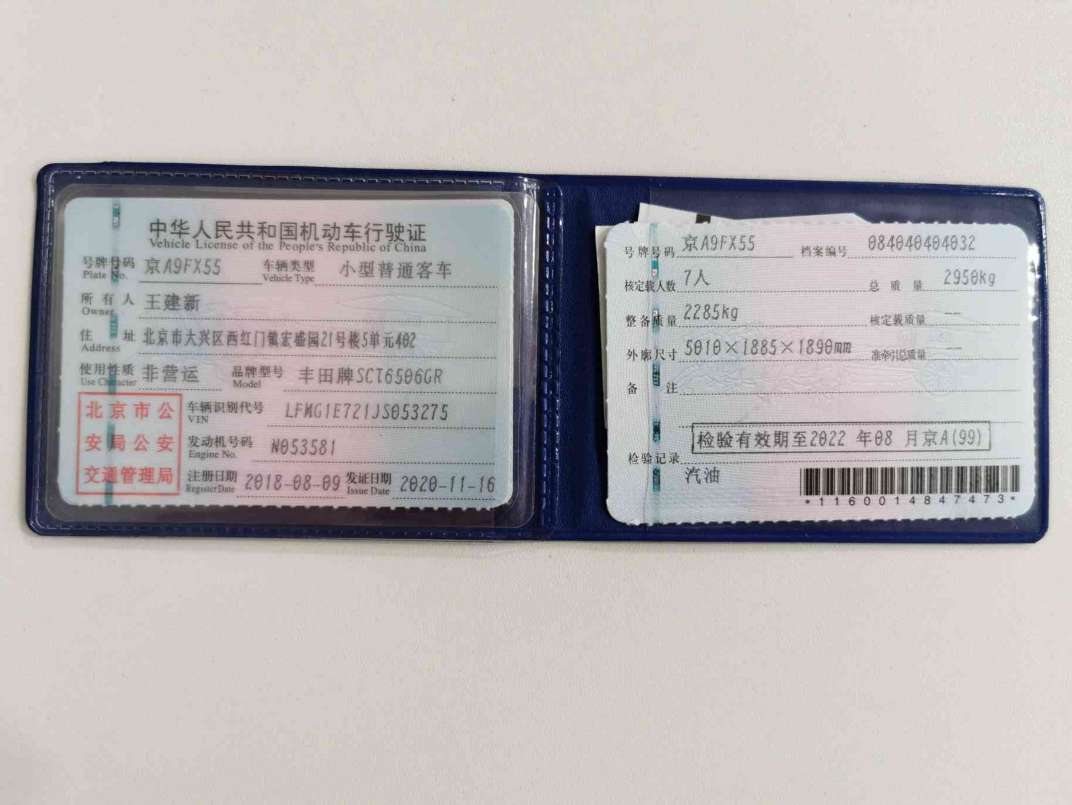 中华人民共和国机动车行驶证
Vehicle License of the People's Republic of China
号牌号码 京A9FX55 车辆类型 小型普通客车
Plate No. Vehicle Type
所有人 王建新
Owner
住址 北京市大兴区西红门镇宏盛园21号楼5单元402
Address
使用性质 非营运 品牌型号 丰田牌SCT6506GR
Use Character Model
北京市公
安局公安
交通管理局
车辆识别代号 LFMG1E721JS053275
VIN
发动机号码 N053581
Engine No.
注册日期 2018-08-09 发证日期 2020-11-16
Register Date Issue Date
号牌号码 京A9FX55 档案编号 084040404032
核定载人数 7人 总质量 2950kg
整备质量 2285kg 核定载质量 --
外廓尺寸 5010×1885×1890mm 准牵引总质量 --
备注
检验有效期至2022 年08 月京A(99)
检验记录
汽油
*1160014847473*